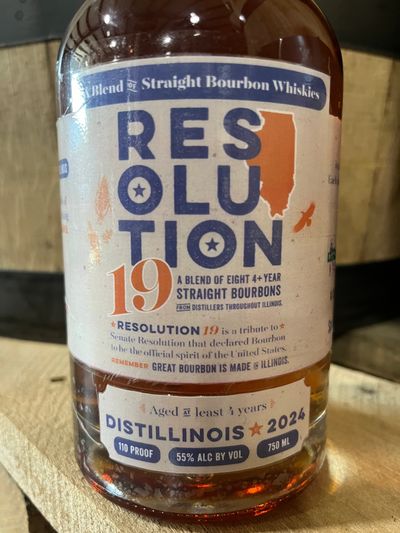 A Blend of Straight Bourbon Whiskies
RES
OLU
TION
19
A BLEND OF EIGHT 4+ YEAR
STRAIGHT BOURBONS
FROM DISTILLERS THROUGHOUT ILLINOIS.
RESOLUTION 19 is a tribute to
Senate Resolution that declared Bourbon
to be the official spirit of the United States.
REMEMBER GREAT BOURBON IS MADE IN ILLINOIS.
Aged at least 4 years
DISTILLINOIS ★ 2024
110 PROOF
55% ALC BY VOL
750 ML